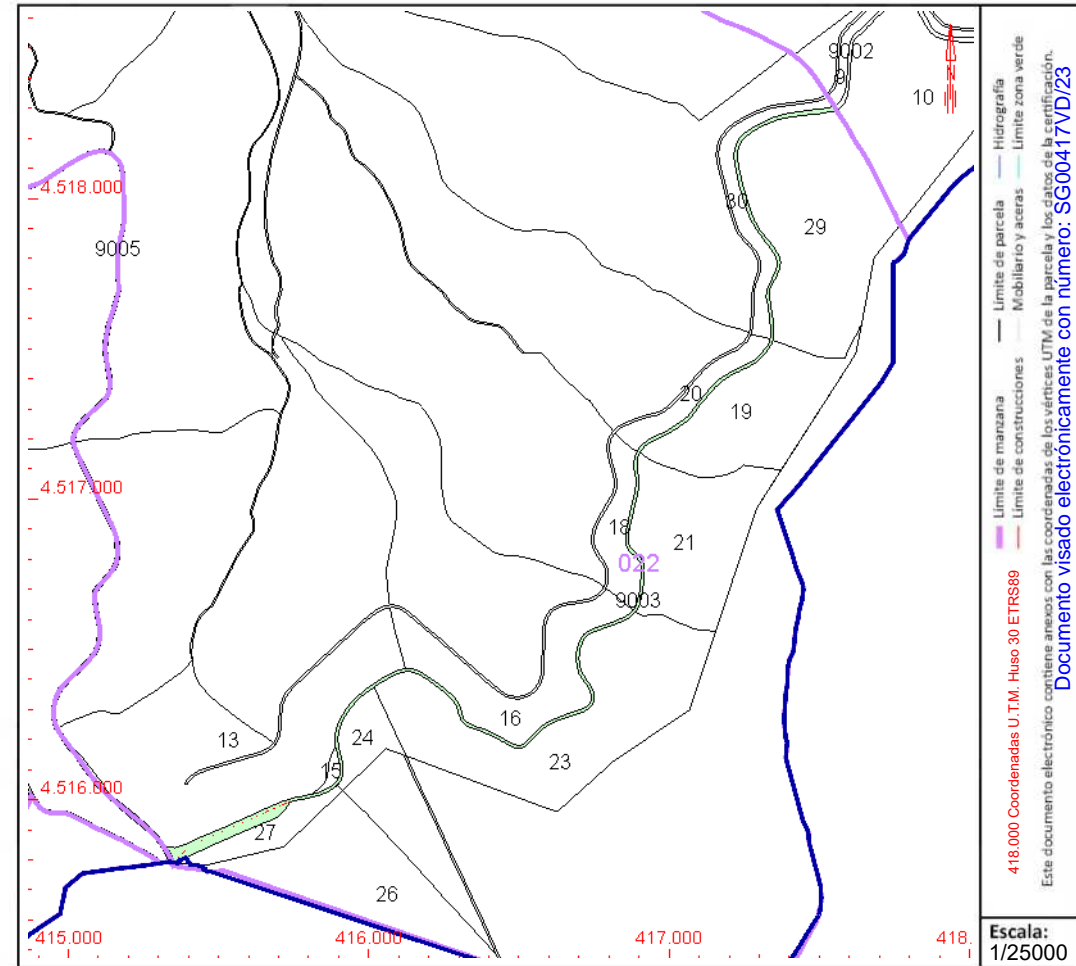 9002
9
10
4.518.000
30
29
9005
20
19
4.517.000
18
21
022
9003
16
13
24
23
15
4.516.000
27
26
415.000
416.000
417.000
418.
N
Límite de manzana
Límite de parcela
Hidrografía
Límite de construcciones
Mobiliario y aceras
Límite zona verde
418.000 Coordenadas U.T.M. Huso 30 ETRS89
Este documento electrónico contiene anexos con las coordenadas de los vértices UTM de la parcela y los datos de la certificación.
Documento visado electrónicamente con número: SG00417VD/23
Escala:
1/25000